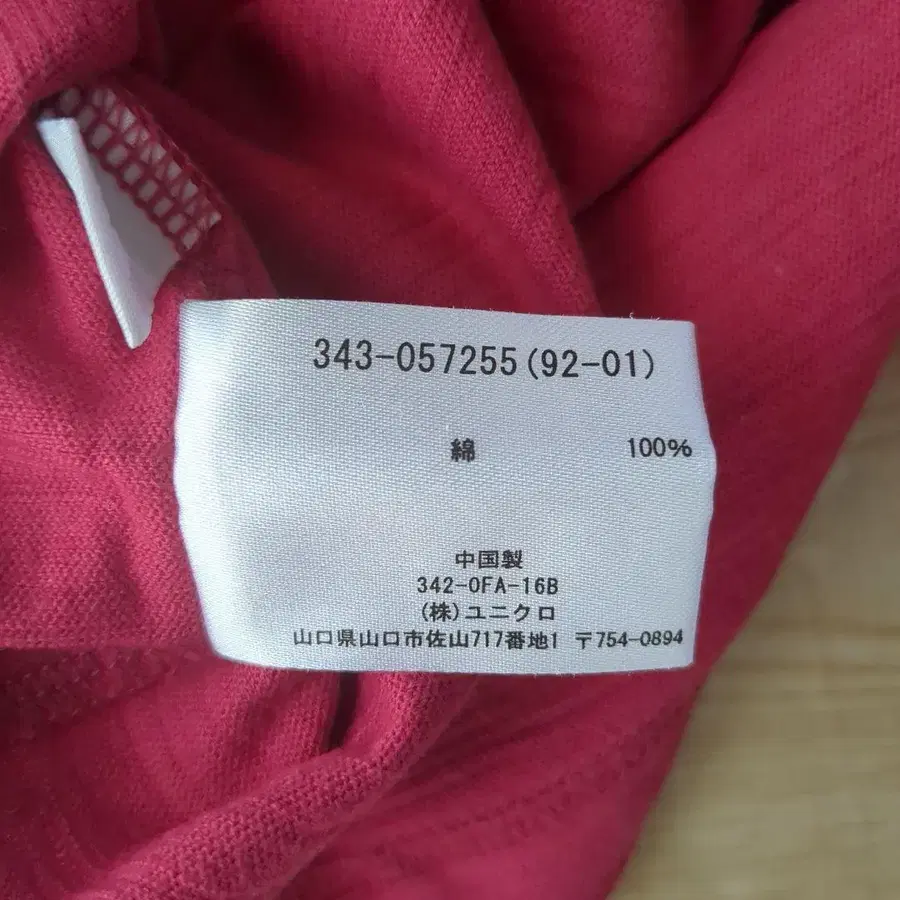 343-057255(92-01)
綿 100%
中国製
342-0FA-16B
(株)ユニクロ
山口県山口市佐山717番地1 〒754-0894